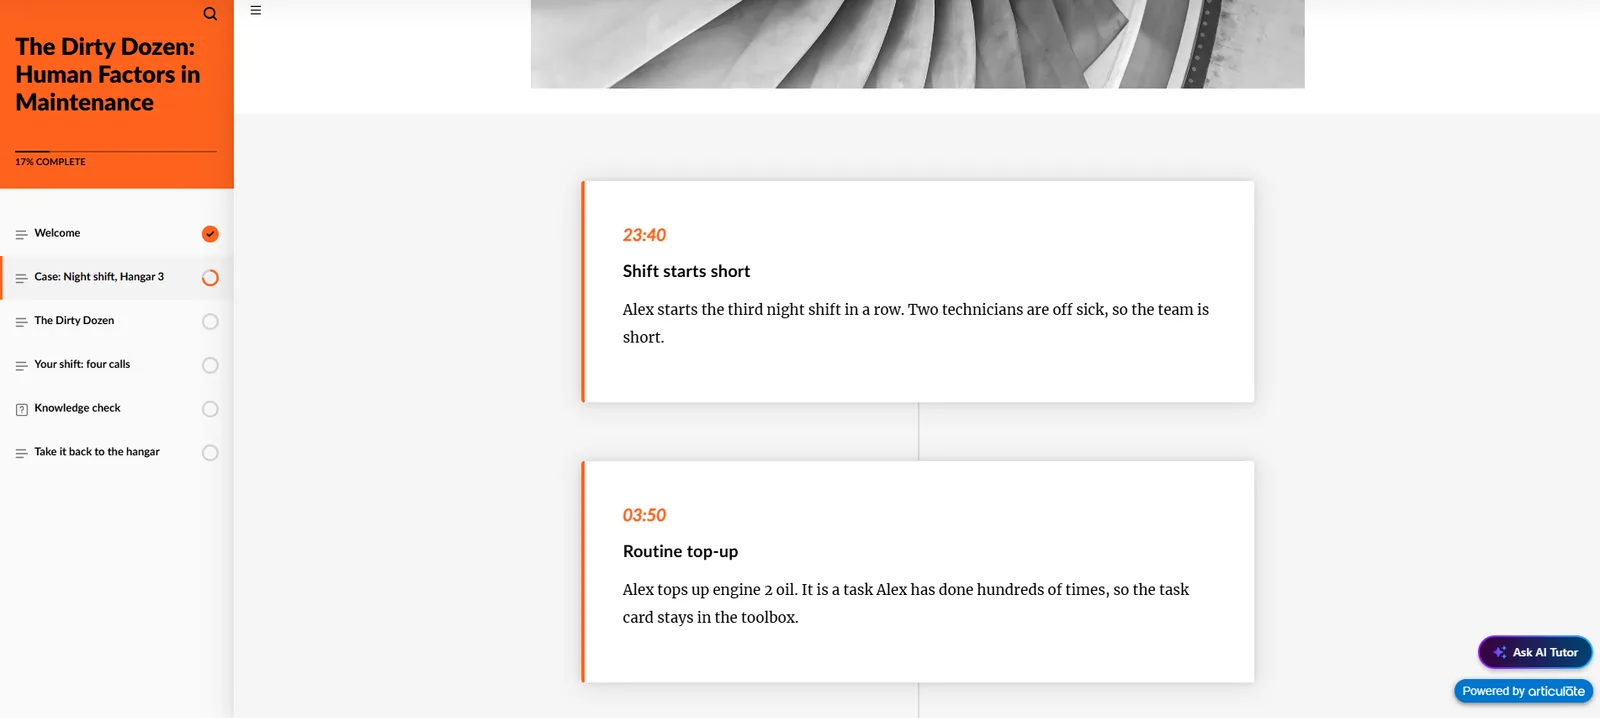 The Dirty Dozen:
Human Factors in
Maintenance
17% COMPLETE
Welcome
Case: Night shift, Hangar 3
The Dirty Dozen
Your shift: four calls
Knowledge check
Take it back to the hangar
23:40
Shift starts short
Alex starts the third night shift in a row. Two technicians are off sick, so the team is
short.
03:50
Routine top-up
Alex tops up engine 2 oil. It is a task Alex has done hundreds of times, so the task
card stays in the toolbox.
Ask AI Tutor
Powered by articulate